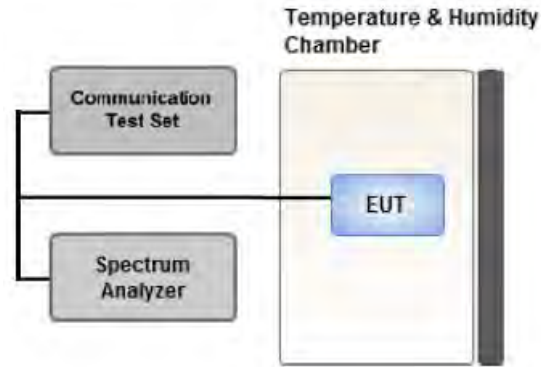 Temperature & Humidity
Chamber
Communication
Test Set
EUT
Spectrum
Analyzer